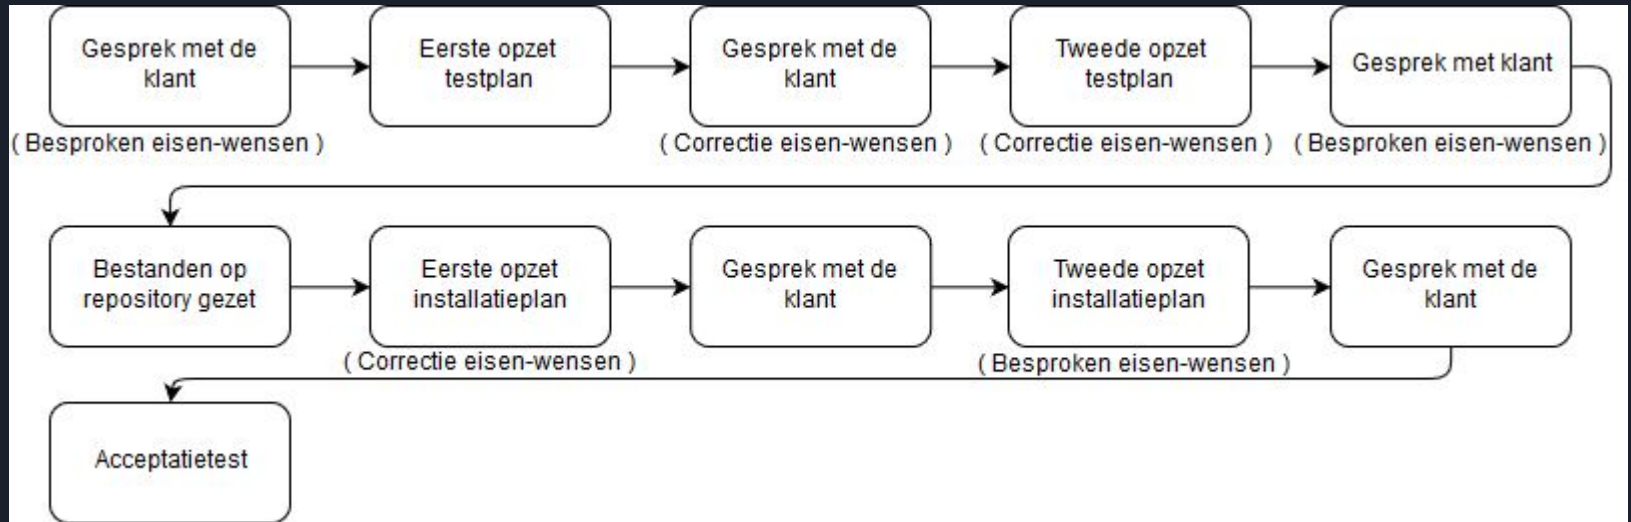 Gesprek met de
klant
Eerste opzet
testplan
Gesprek met de
klant
Tweede opzet
testplan
Gesprek met klant
( Besproken eisen-wensen )
( Correctie eisen-wensen )
( Correctie eisen-wensen )
( Besproken eisen-wensen )
Bestanden op
repository gezet
Eerste opzet
installatieplan
Gesprek met de
klant
Tweede opzet
installatieplan
Gesprek met de
klant
( Correctie eisen-wensen )
( Besproken eisen-wensen )
Acceptatietest